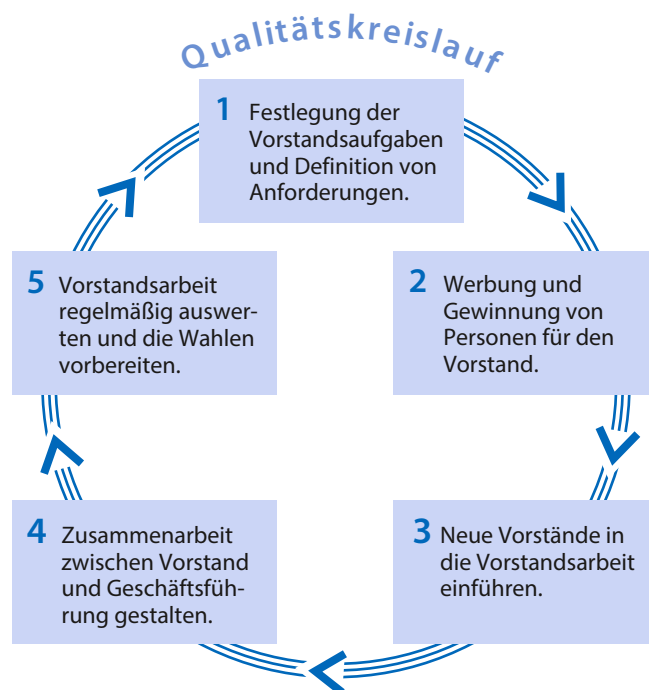 Qualitätskreislauf
1 Festlegung der
Vorstandsaufgaben
und Definition von
Anforderungen.
2 Werbung und
Gewinnung von
Personen für den
Vorstand.
3 Neue Vorstände in
die Vorstandsarbeit
einführen.
4 Zusammenarbeit
zwischen Vorstand
und Geschäftsfüh-
rung gestalten.
5 Vorstandsarbeit
regelmäßig auswer-
ten und die Wahlen
vorbereiten.